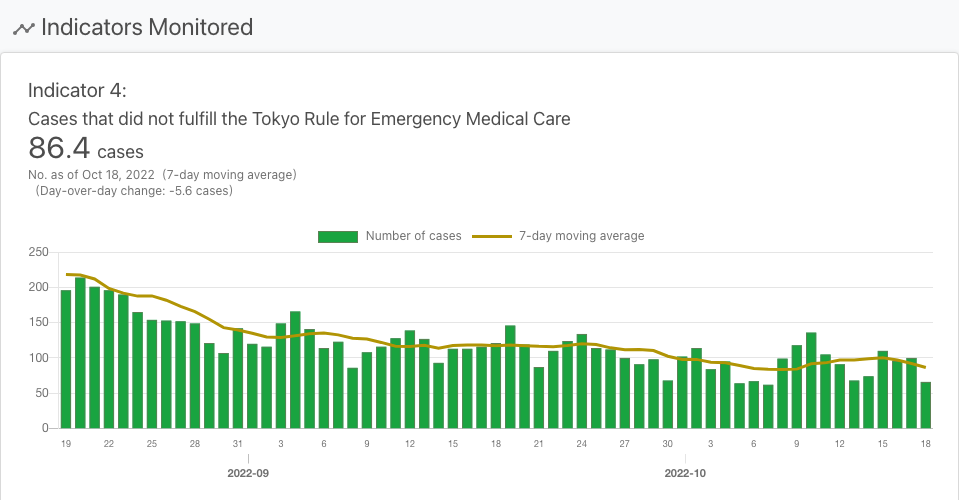 Indicators Monitored
Indicator 4:
Cases that did not fulfill the Tokyo Rule for Emergency Medical Care
86.4 cases
No. as of Oct 18, 2022 (7-day moving average)
(Day-over-day change: -5.6 cases)
Number of cases 7-day moving average
250
200
150
100
50
0
19 22 25 28 31 3 6 9 12 15 18 21 24 27 30 3 6 9 12 15 18
2022-09 2022-10